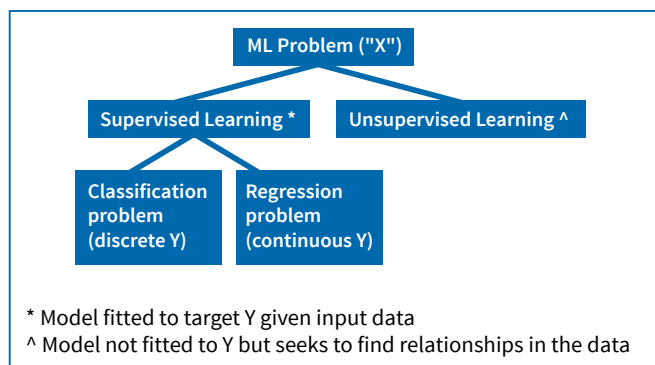 ML Problem ("X")
Supervised Learning *
Unsupervised Learning ^
Classification
problem
(discrete Y)
Regression
problem
(continuous Y)
* Model fitted to target Y given input data
^ Model not fitted to Y but seeks to find relationships in the data